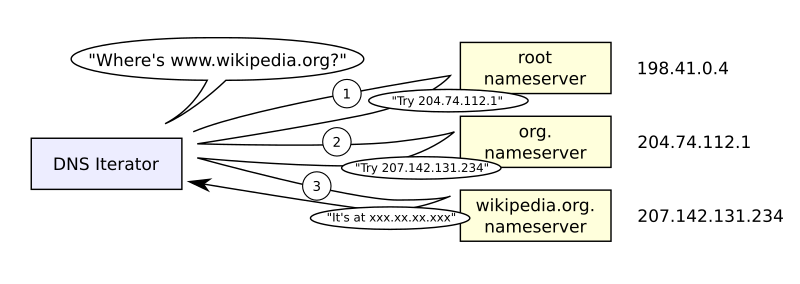 "Where's www.wikipedia.org?"
root
nameserver
198.41.0.4
1
"Try 204.74.112.1"
org.
nameserver
204.74.112.1
2
"Try 207.142.131.234"
DNS Iterator
3
wikipedia.org.
nameserver
207.142.131.234
"It's at xxx.xx.xx.xxx"